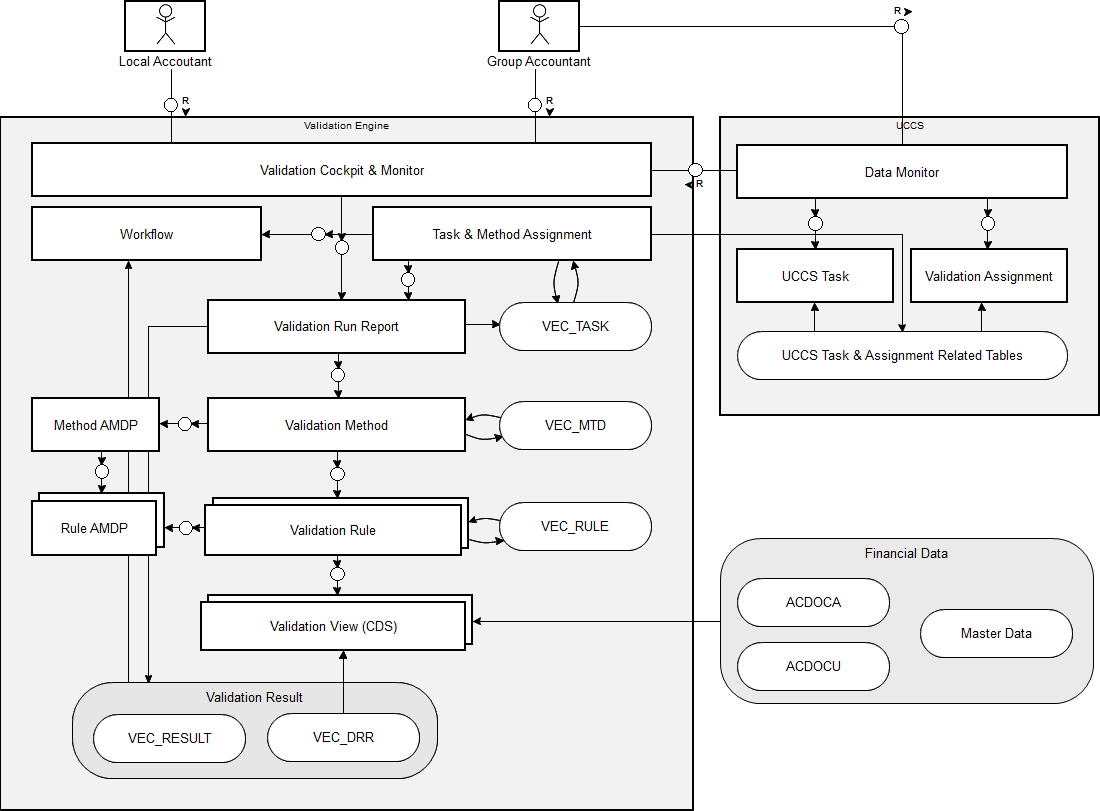 R
Local Accoutant
Group Accountant
R
R
Validation Engine
UCCS
Validation Cockpit & Monitor
R
Data Monitor
Workflow
Task & Method Assignment
UCCS Task
Validation Assignment
Validation Run Report
VEC_TASK
UCCS Task & Assignment Related Tables
Method AMDP
Validation Method
VEC_MTD
Rule AMDP
Validation Rule
VEC_RULE
Financial Data
ACDOCA
Master Data
Validation View (CDS)
ACDOCU
Validation Result
VEC_RESULT
VEC_DRR